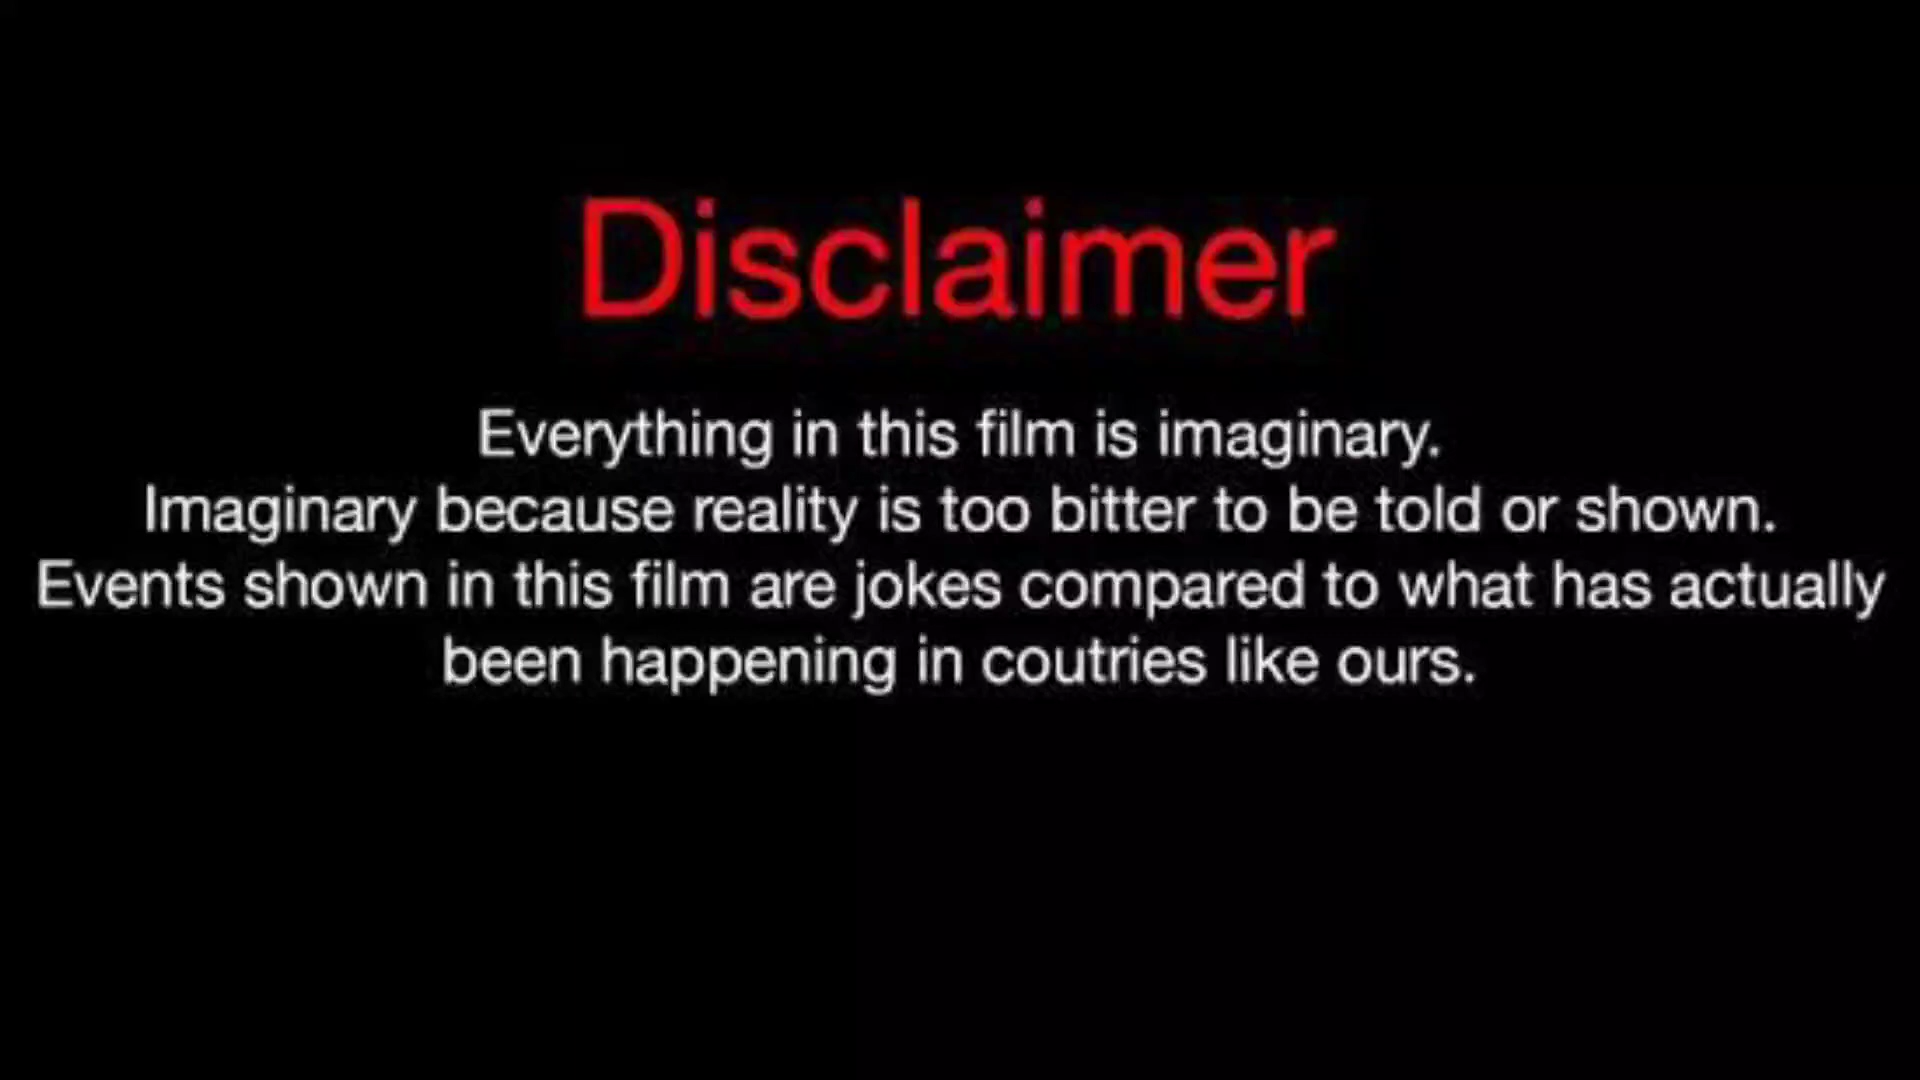 Disclaimer
Everything in this film is imaginary.
Imaginary because reality is too bitter to be told or shown.
Events shown in this film are jokes compared to what has actually
been happening in coutries like ours.